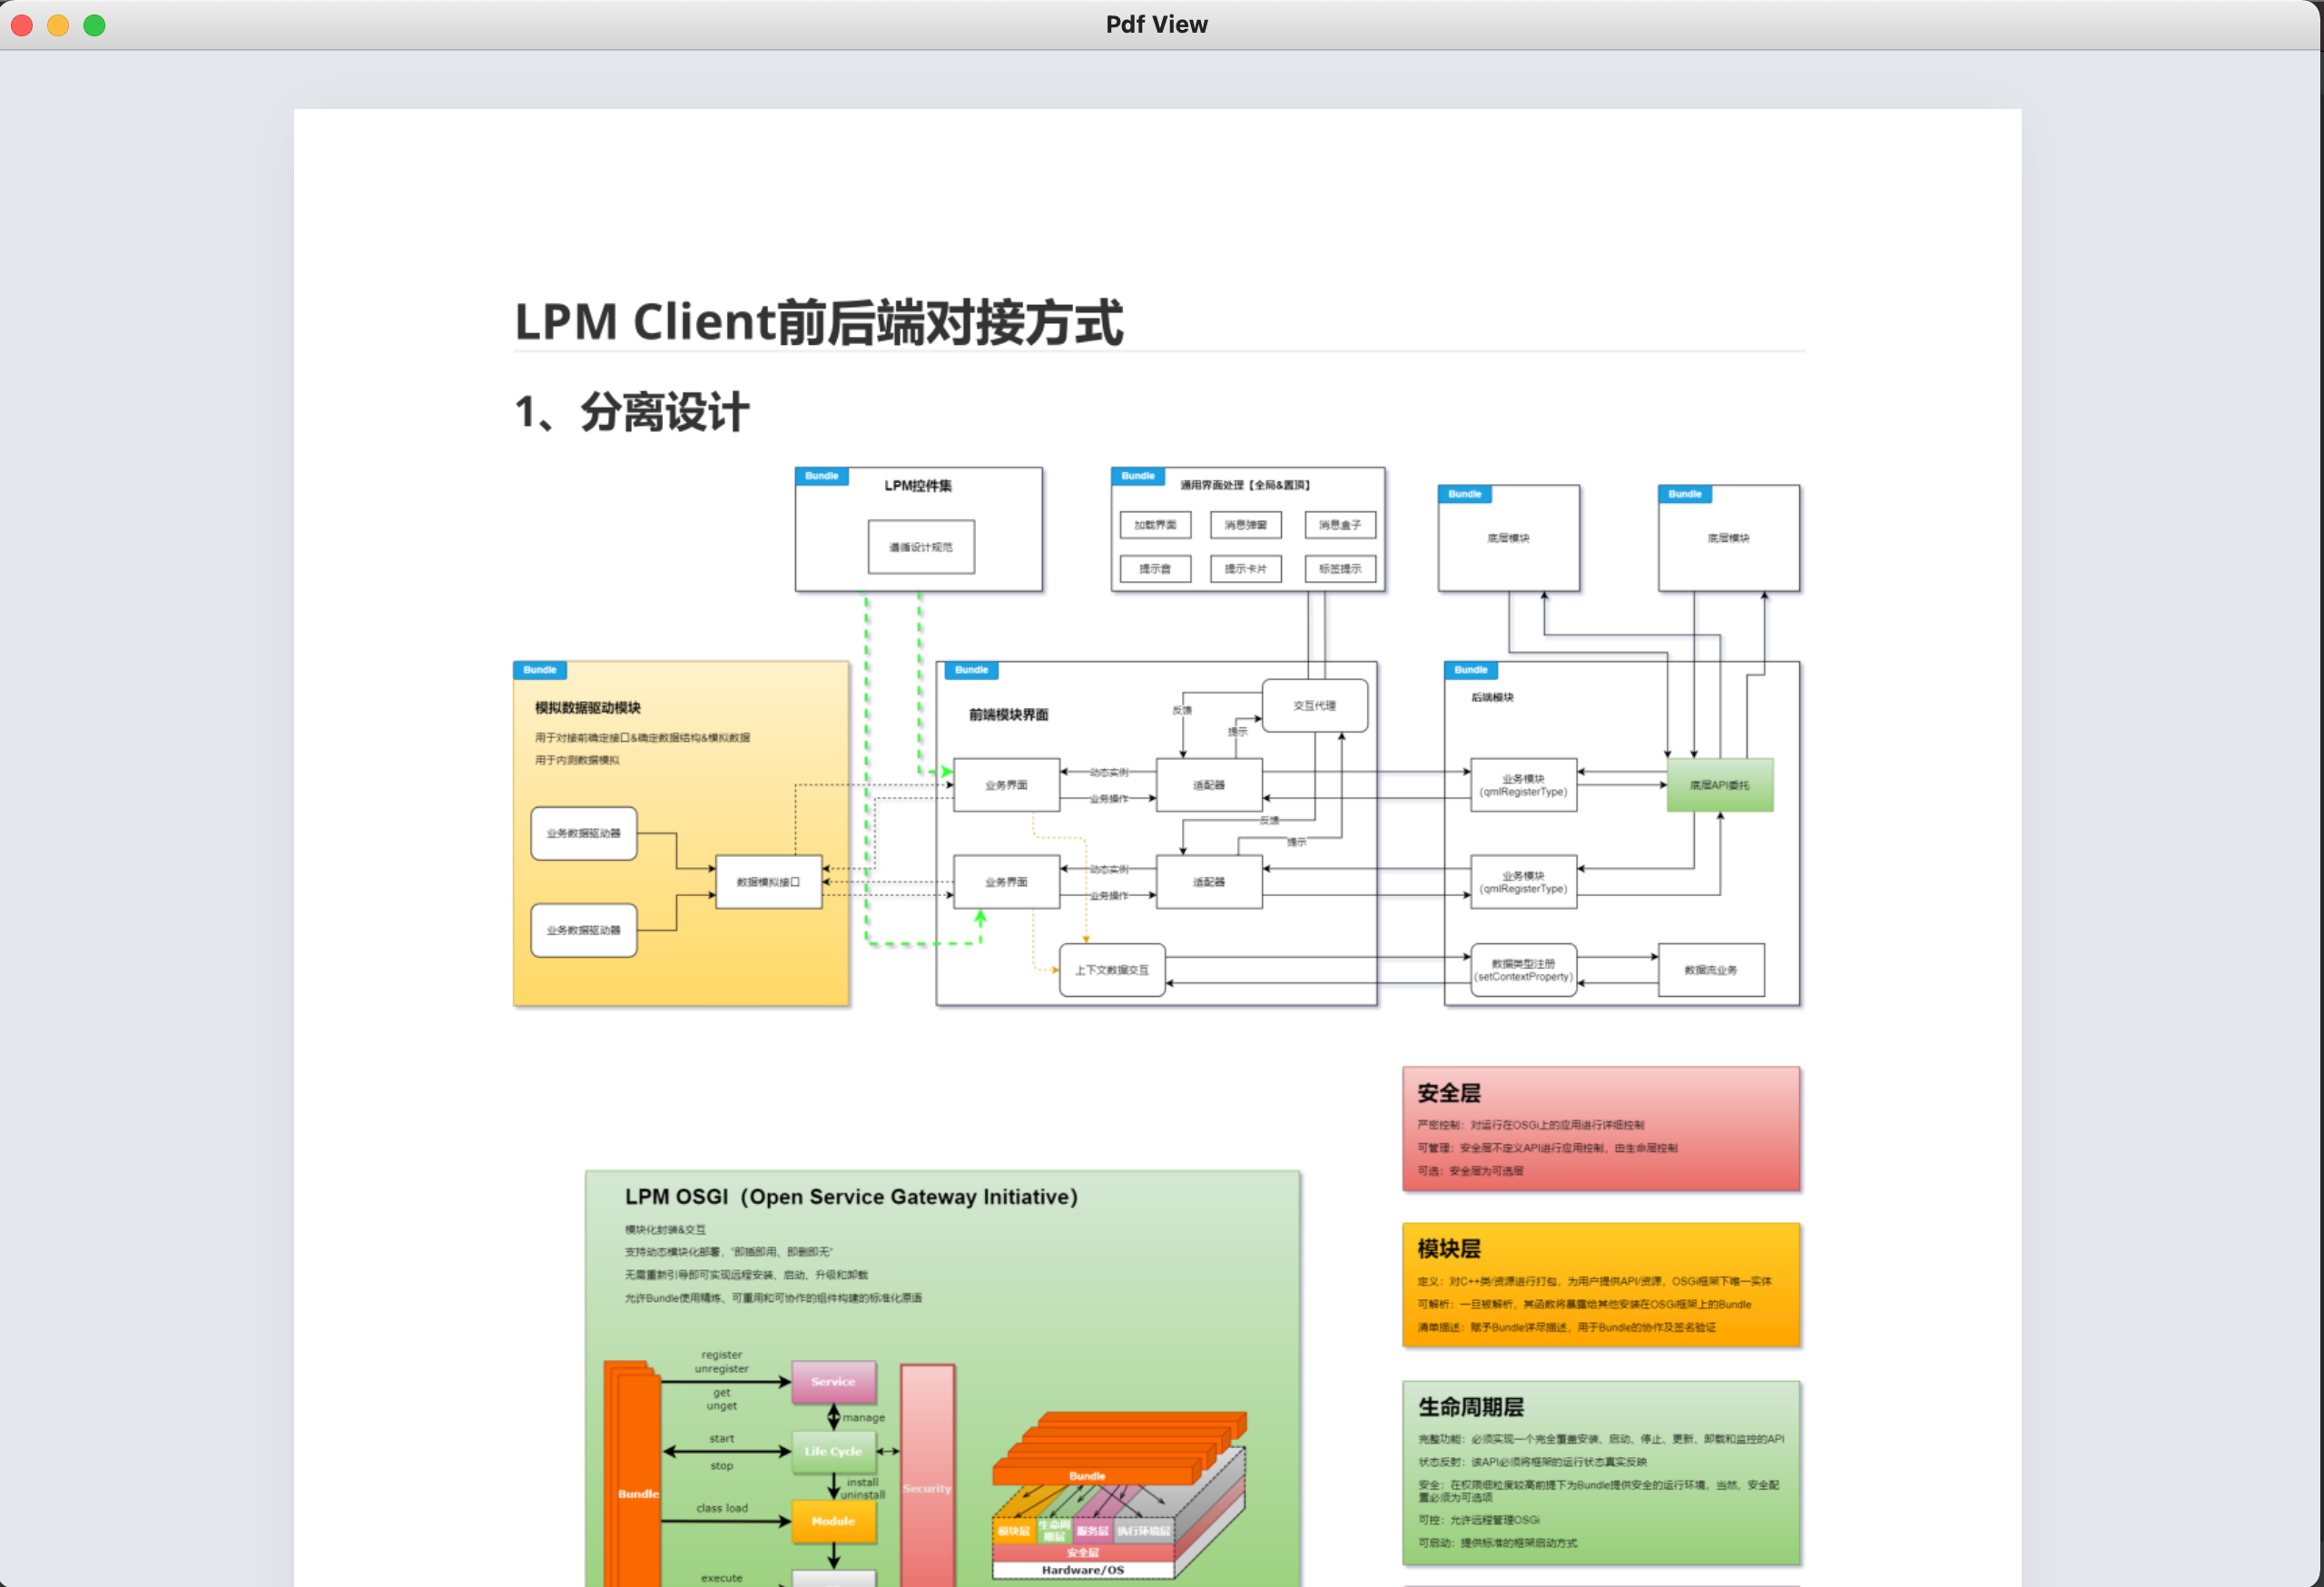 Pdf View
LPM Client前后端对接方式
1、分离设计
Bundle
LPM控件集
遵循设计规范
Bundle
通用界面处理【全局&置顶】
加载界面
消息弹窗
消息盒子
提示音
提示卡片
标签提示
Bundle
底层模块
Bundle
底层模块
Bundle
模拟数据驱动模块
用于对接前确定接口&确定数据结构&模拟数据
用于内测数据模拟
业务数据驱动器
业务数据驱动器
数据模拟接口
Bundle
前端模块界面
交互代理
反馈
提示
业务界面
动态实例
业务操作
适配器
反馈
提示
业务界面
动态实例
业务操作
适配器
上下文数据交互
Bundle
后端模块
业务模块
(qmlRegisterType)
底层API委托
业务模块
(qmlRegisterType)
数据类型注册
(setContextProperty)
数据流业务
安全层
严密控制：对运行在OSGi上的应用进行详细控制
可管理：安全层不定义API进行应用控制，由生命层控制
可选：安全层为可选层
模块层
定义：对C++类/资源进行打包，为用户提供API/资源，OSGi框架下唯一实体
可解析：一旦被解析，其函数将暴露给其他安装在OSGi框架上的Bundle
清单描述：赋予Bundle详尽描述，用于Bundle的协作及签名验证
生命周期层
完整功能：必须实现一个完全覆盖安装、启动、停止、更新、卸载和监控的API
状态反射：该API必须将框架的运行状态真实反映
安全：在权限细粒度较高前提下为Bundle提供安全的运行环境，当然，安全配
置必须为可选项
可控：允许远程管理OSGi
可启动：提供标准的框架启动方式
LPM OSGI（Open Service Gateway Initiative）
模块化封装&交互
支持动态模块化部署，"即插即用、即删即无"
无需重新引导即可实现远程安装、启动、升级和卸载
允许Bundle使用精练、可重用和可协作的组件构建的标准化原语
register
unregister
get
unget
Service
manage
start
stop
Life Cycle
install
uninstall
Bundle
class load
Module
Security
execute
Bundle
模块层
生命周
期层
服务层
执行环境层
安全层
Hardware/OS